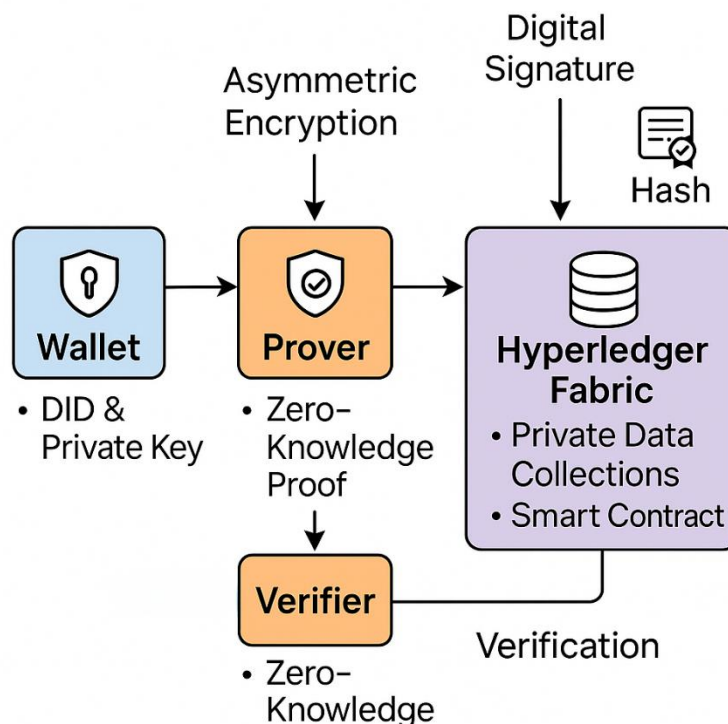 Digital
Signature
Asymmetric
Encryption
Hash
Wallet
• DID &
Private Key
Prover
• Zero-
Knowledge
Proof
Hyperledger
Fabric
• Private Data
Collections
• Smart Contract
Verifier
• Zero-
Knowledge
Verification